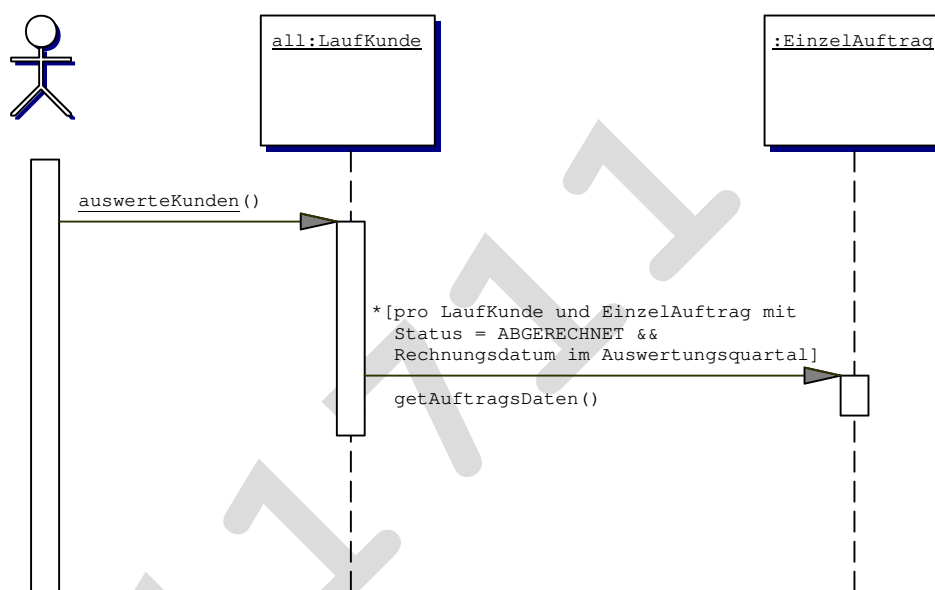 all:LaufKunde
:EinzelAuftrag
auswerteKunden()
*[pro LaufKunde und EinzelAuftrag mit
Status = ABGERECHNET &&
Rechnungsdatum im Auswertungsquartal]
getAuftragsDaten()